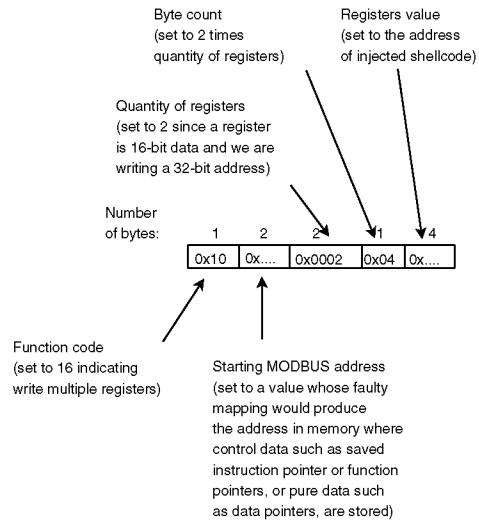 Byte count
(set to 2 times
quantity of registers)
Registers value
(set to the address
of injected shellcode)
Quantity of registers
(set to 2 since a register
is 16-bit data and we are
writing a 32-bit address)
Number
of bytes:
1 2 2 1 4
0x10 0x.... 0x0002 0x04 0x....
Function code
(set to 16 indicating
write multiple registers)
Starting MODBUS address
(set to a value whose faulty
mapping would produce
the address in memory where
control data such as saved
instruction pointer or function
pointers, or pure data such
as data pointers, are stored)